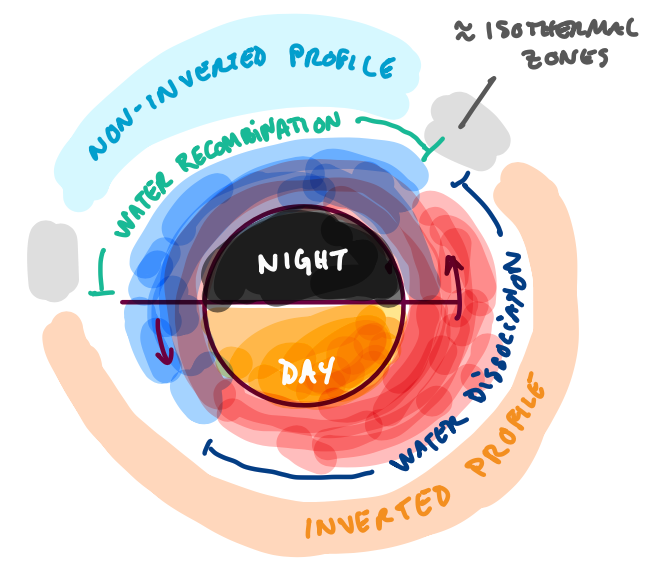 ≈ ISOTHERMAL
ZONES
NON-INVERTED PROFILE
WATER RECOMBINATION
NIGHT
DAY
WATER DISSOCIATION
INVERTED PROFILE